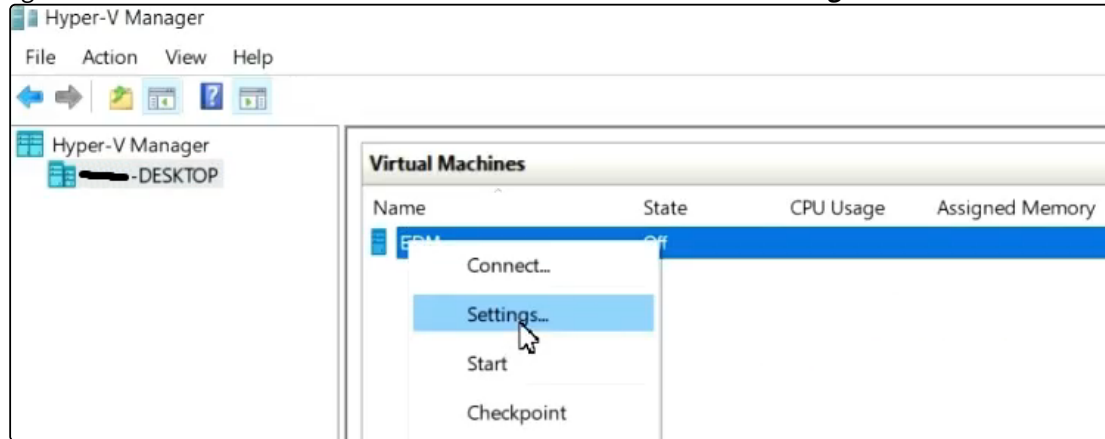 Hyper-V Manager
File Action View Help
Hyper-V Manager
-DESKTOP
Virtual Machines
Name State CPU Usage Assigned Memory
EDM Off
Connect...
Settings...
Start
Checkpoint